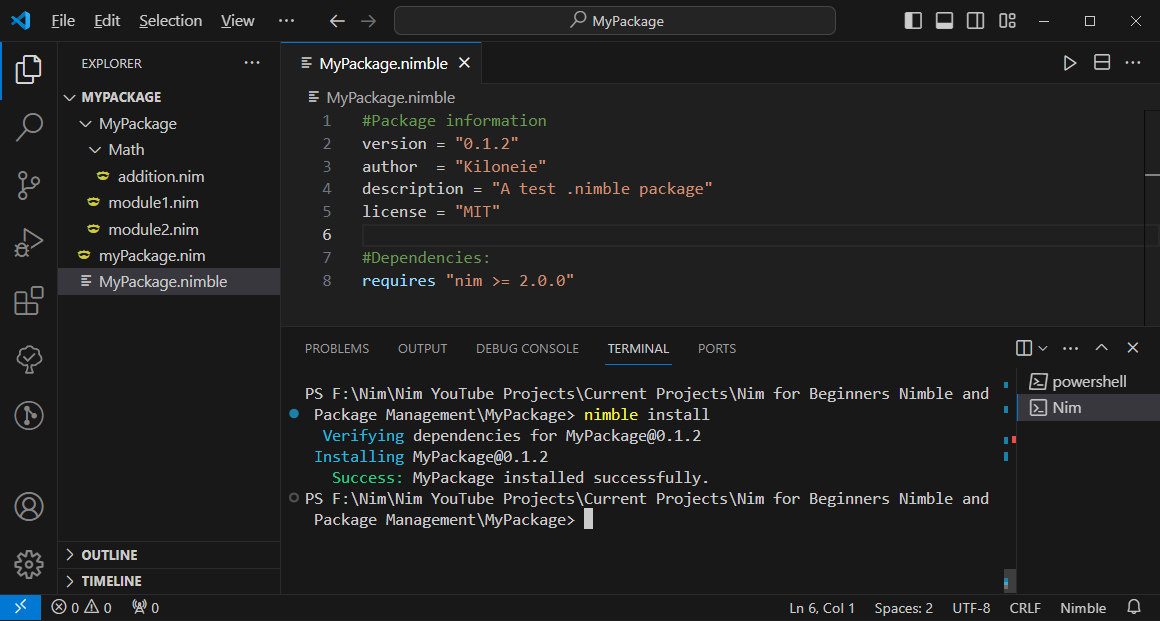 File Edit Selection View ··· MyPackage
EXPLORER ···
MYPACKAGE
MyPackage
Math
addition.nim
module1.nim
module2.nim
myPackage.nim
MyPackage.nimble
OUTLINE
TIMELINE
MyPackage.nimble
MyPackage.nimble
1 #Package information
2 version = "0.1.2"
3 author  = "Kiloneie"
4 description = "A test .nimble package"
5 license = "MIT"
6
7 #Dependencies:
8 requires "nim >= 2.0.0"
PROBLEMS OUTPUT DEBUG CONSOLE TERMINAL PORTS
PS F:\Nim\Nim YouTube Projects\Current Projects\Nim for Beginners Nimble and
Package Management\MyPackage> nimble install
Verifying dependencies for MyPackage@0.1.2
Installing MyPackage@0.1.2
Success: MyPackage installed successfully.
PS F:\Nim\Nim YouTube Projects\Current Projects\Nim for Beginners Nimble and
Package Management\MyPackage>
powershell
Nim
0 0 0 Ln 6, Col 1 Spaces: 2 UTF-8 CRLF Nimble